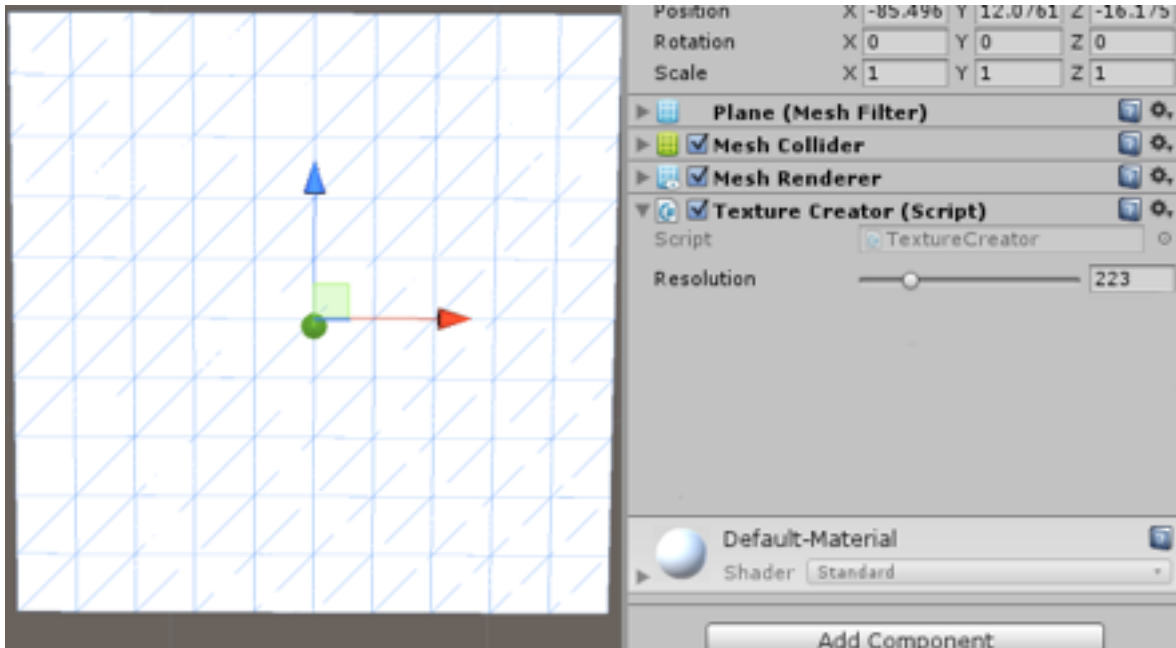 Position X -85.496 Y 12.0761 Z -16.175
Rotation X 0 Y 0 Z 0
Scale X 1 Y 1 Z 1
Plane (Mesh Filter)
Mesh Collider
Mesh Renderer
Texture Creator (Script)
Script TextureCreator
Resolution 223
Default-Material
Shader Standard
Add Component